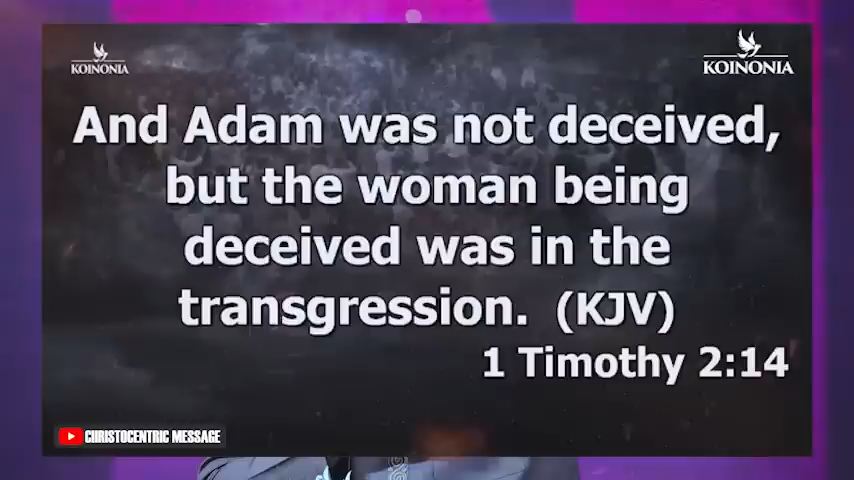 KOINONIA
KOINONIA
And Adam was not deceived,
but the woman being
deceived was in the
transgression. (KJV)
1 Timothy 2:14
CHRISTOCENTRIC MESSAGE